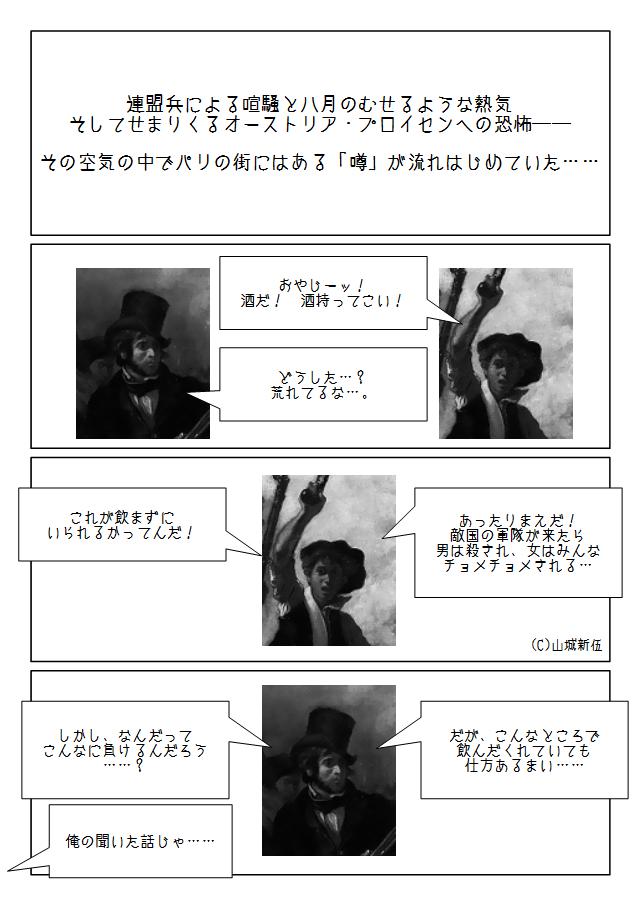 連盟兵による喧騒と八月のむせるような熱気
そしてせまりくるオーストリア・プロイセンへの恐怖――
その空気の中でパリの街にはある「噂」が流れはじめていた……
おやじーッ！
酒だ！　酒持ってこい！
どうした…？
荒れてるな…。
これが飲まずに
いられるかってんだ！
あったりまえだ！
敵国の軍隊が来たら
男は殺され、女はみんな
チョメチョメされる…
(C)山城新伍
しかし、なんだって
こんなに負けるんだろう
……？
だが、こんなところで
飲んだくれていても
仕方あるまい……
俺の聞いた話じゃ……